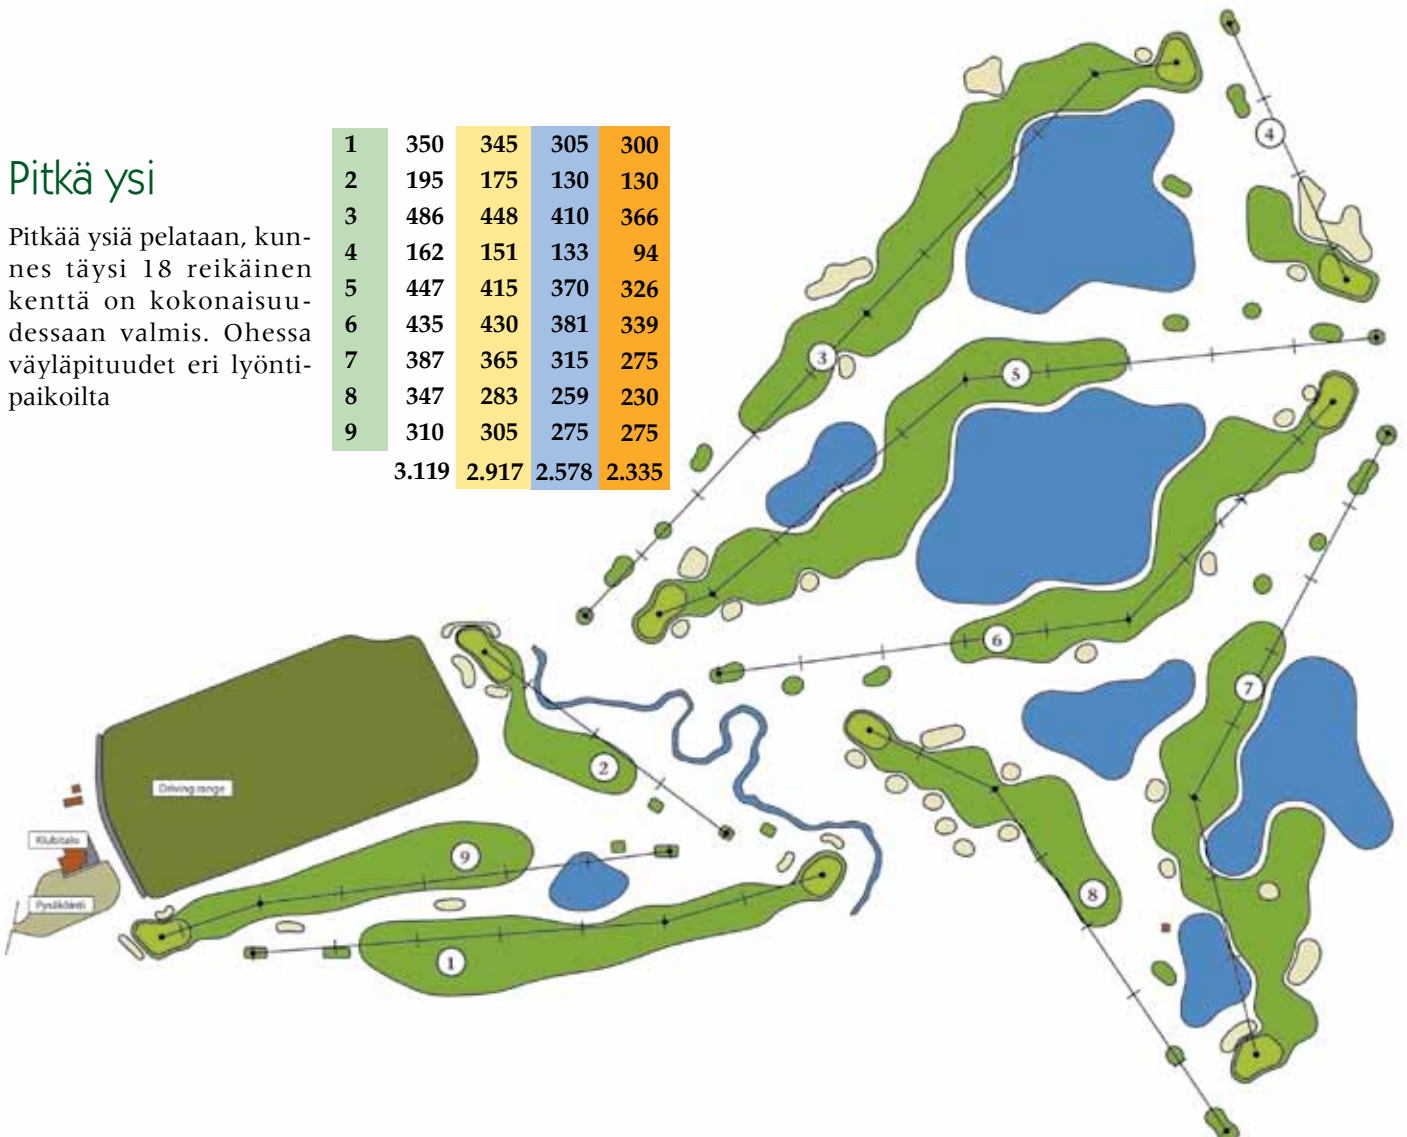 Pitkä ysi
Pitkää ysiä pelataan, kun-
nes täysi 18 reikäinen
kenttä on kokonaisuu-
dessaan valmis. Ohessa
väyläpituudet eri lyönti-
paikoilta
1 350 345 305 300
2 195 175 130 130
3 486 448 410 366
4 162 151 133 94
5 447 415 370 326
6 435 430 381 339
7 387 365 315 275
8 347 283 259 230
9 310 305 275 275
3.119 2.917 2.578 2.335
4
3
5
6
7
2
Driving range
Klubitalo
9
8
Pysäköinti
1